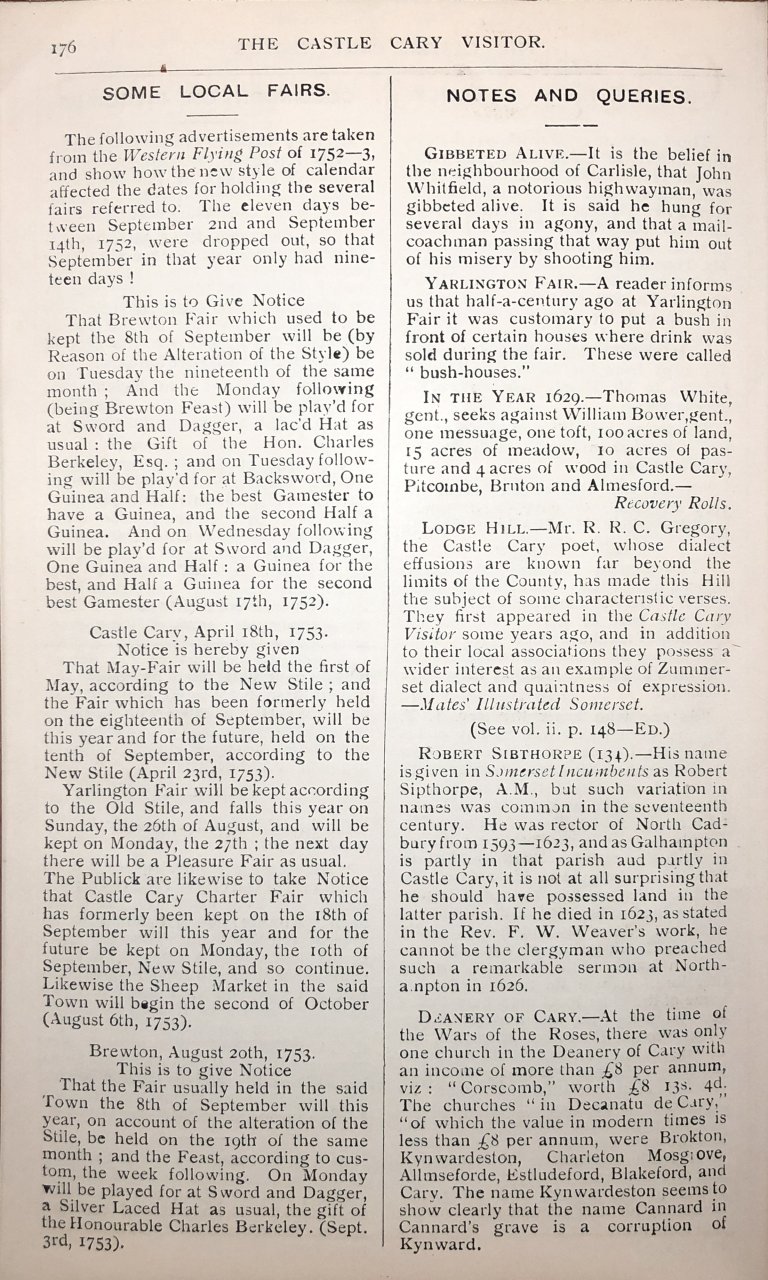 176
THE CASTLE CARY VISITOR.
SOME LOCAL FAIRS.
The following advertisements are taken
from the Western Flying Post of 1752—3,
and show how the new style of calendar
affected the dates for holding the several
fairs referred to. The eleven days be-
tween September 2nd and September
14th, 1752, were dropped out, so that
September in that year only had nine-
teen days !
This is to Give Notice
That Brewton Fair which used to be
kept the 8th of September will be (by
Reason of the Alteration of the Style) be
on Tuesday the nineteenth of the same
month ; And the Monday following
(being Brewton Feast) will be play'd for
at Sword and Dagger, a lac'd Hat as
usual : the Gift of the Hon. Charles
Berkeley, Esq. ; and on Tuesday follow-
ing will be play'd for at Backsword, One
Guinea and Half: the best Gamester to
have a Guinea, and the second Half a
Guinea. And on Wednesday following
will be play'd for at Sword and Dagger,
One Guinea and Half : a Guinea for the
best, and Half a Guinea for the second
best Gamester (August 17th, 1752).
Castle Cary, April 18th, 1753.
Notice is hereby given
That May-Fair will be held the first of
May, according to the New Stile ; and
the Fair which has been formerly held
on the eighteenth of September, will be
this year and for the future, held on the
tenth of September, according to the
New Stile (April 23rd, 1753).
Yarlington Fair will be kept according
to the Old Stile, and falls this year on
Sunday, the 26th of August, and will be
kept on Monday, the 27th ; the next day
there will be a Pleasure Fair as usual.
The Publick are likewise to take Notice
that Castle Cary Charter Fair which
has formerly been kept on the 18th of
September will this year and for the
future be kept on Monday, the 10th of
September, New Stile, and so continue.
Likewise the Sheep Market in the said
Town will begin the second of October
(August 6th, 1753).
Brewton, August 20th, 1753.
This is to give Notice
That the Fair usually held in the said
Town the 8th of September will this
year, on account of the alteration of the
Stile, be held on the 19th of the same
month ; and the Feast, according to cus-
tom, the week following. On Monday
will be played for at Sword and Dagger,
a Silver Laced Hat as usual, the gift of
the Honourable Charles Berkeley. (Sept.
3rd, 1753).
NOTES AND QUERIES.
GIBBETED ALIVE.—It is the belief in
the neighbourhood of Carlisle, that John
Whitfield, a notorious highwayman, was
gibbeted alive. It is said he hung for
several days in agony, and that a mail-
coachman passing that way put him out
of his misery by shooting him.
YARLINGTON FAIR.—A reader informs
us that half-a-century ago at Yarlington
Fair it was customary to put a bush in
front of certain houses where drink was
sold during the fair. These were called
" bush-houses."
IN THE YEAR 1629.—Thomas White,
gent., seeks against William Bower,gent.,
one messuage, one toft, 100 acres of land,
15 acres of meadow, 10 acres of pas-
ture and 4 acres of wood in Castle Cary,
Pitcombe, Bruton and Almesford.—
Recovery Rolls.
LODGE HILL.—Mr. R. R. C. Gregory,
the Castle Cary poet, whose dialect
effusions are known far beyond the
limits of the County, has made this Hill
the subject of some characteristic verses.
They first appeared in the Castle Cary
Visitor some years ago, and in addition
to their local associations they possess a
wider interest as an example of Zummer-
set dialect and quaintness of expression.
—Mates' Illustrated Somerset.
(See vol. ii. p. 148—ED.)
ROBERT SIBTHORPE (134).—His name
is given in Somerset Incumbents as Robert
Sipthorpe, A.M., but such variation in
names was common in the seventeenth
century. He was rector of North Cad-
bury from 1593—1623, and as Galhampton
is partly in that parish aud partly in
Castle Cary, it is not at all surprising that
he should have possessed land in the
latter parish. If he died in 1623, as stated
in the Rev. F. W. Weaver's work, he
cannot be the clergyman who preached
such a remarkable sermon at North-
ampton in 1626.
DEANERY OF CARY.—At the time of
the Wars of the Roses, there was only
one church in the Deanery of Cary with
an income of more than £8 per annum,
viz : "Corscomb," worth £8 13s. 4d.
The churches "in Decanatu de Cary,"
"of which the value in modern times is
less than £8 per annum, were Brokton,
Kynwardeston, Charleton Mosgrove,
Allmseforde, Estludeford, Blakeford, and
Cary. The name Kynwardeston seems to
show clearly that the name Cannard in
Cannard's grave is a corruption of
Kynward.